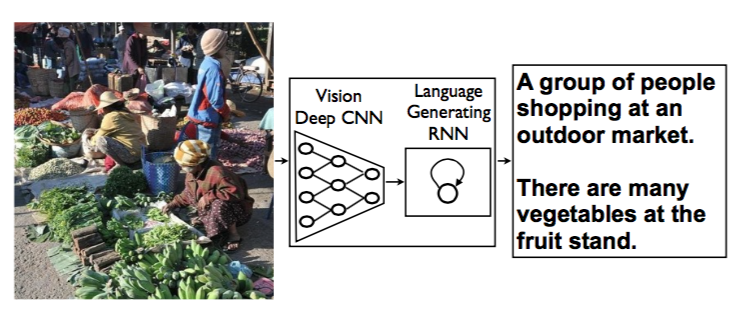 Vision
Deep CNN
Language
Generating
RNN
A group of people
shopping at an
outdoor market.
There are many
vegetables at the
fruit stand.